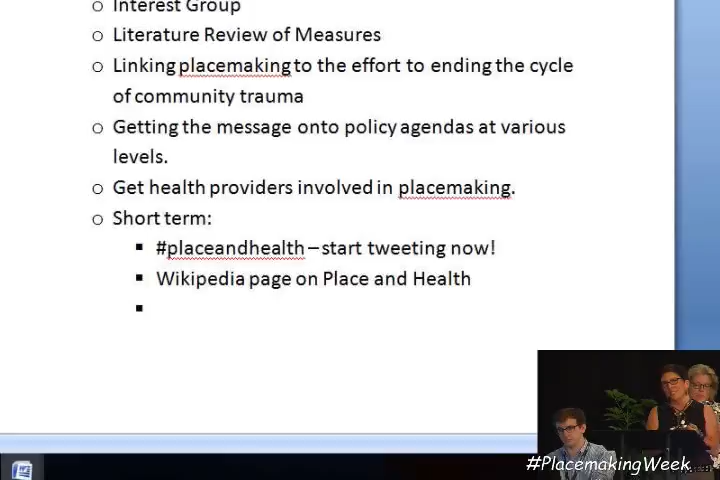 Interest Group
Literature Review of Measures
Linking placemaking to the effort to ending the cycle
of community trauma
Getting the message onto policy agendas at various
levels.
Get health providers involved in placemaking.
Short term:
#placeandhealth – start tweeting now!
Wikipedia page on Place and Health
#PlacemakingWeek